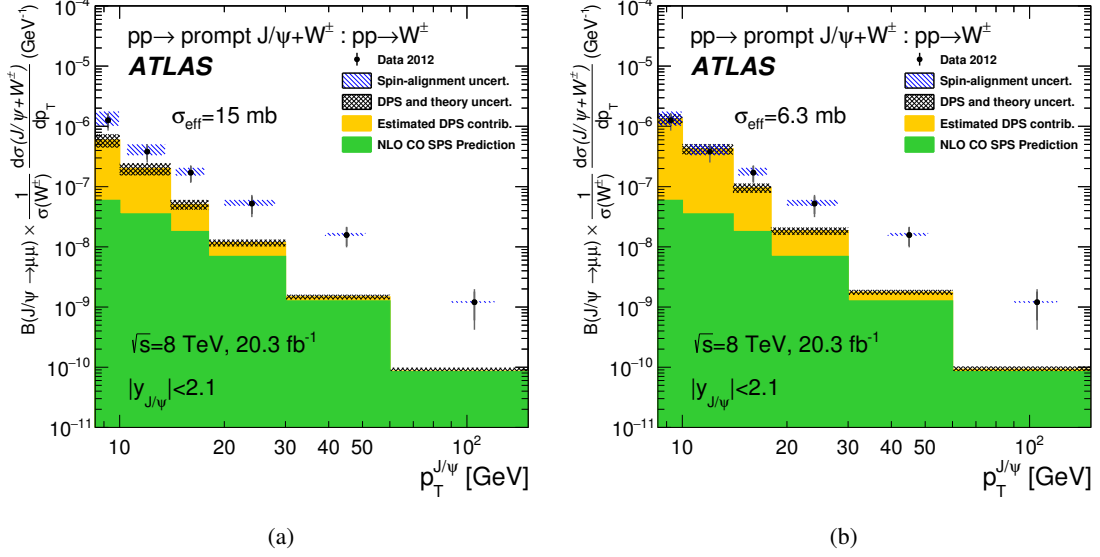 pp→ prompt J/ψ+W± : pp→W±
ATLAS
Data 2012
Spin-alignment uncert.
DPS and theory uncert.
Estimated DPS contrib.
NLO CO SPS Prediction
σeff=15 mb
√s=8 TeV, 20.3 fb-1
|yJ/ψ|<2.1
B(J/ψ →μμ) × 1/σ(W±) dσ(J/ψ+W±)/dpT (GeV-1)
10-4
10-5
10-6
10-7
10-8
10-9
10-10
10-11
10 20 30 40 50 102
pTJ/ψ [GeV]
(a)
pp→ prompt J/ψ+W± : pp→W±
ATLAS
Data 2012
Spin-alignment uncert.
DPS and theory uncert.
Estimated DPS contrib.
NLO CO SPS Prediction
σeff=6.3 mb
√s=8 TeV, 20.3 fb-1
|yJ/ψ|<2.1
B(J/ψ →μμ) × 1/σ(W±) dσ(J/ψ+W±)/dpT (GeV-1)
10-4
10-5
10-6
10-7
10-8
10-9
10-10
10-11
10 20 30 40 50 102
pTJ/ψ [GeV]
(b)